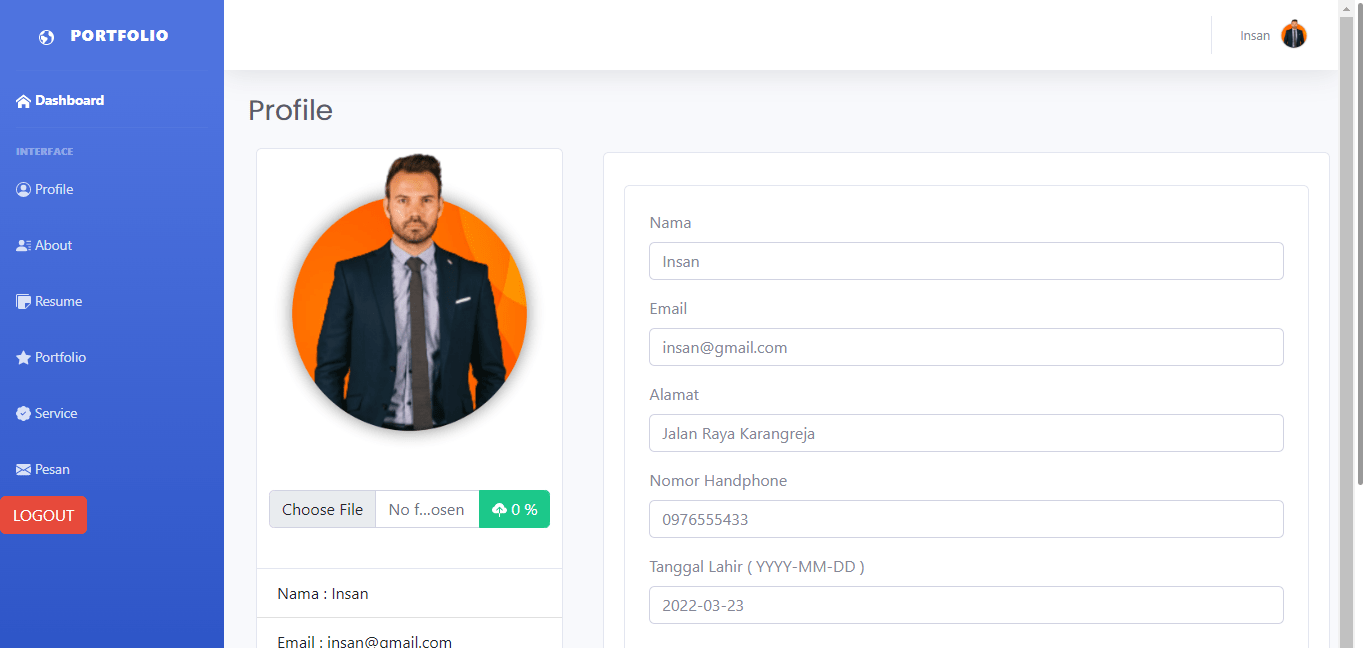 PORTFOLIO
Insan
Dashboard
INTERFACE
Profile
About
Resume
Portfolio
Service
Pesan
LOGOUT
Profile
Choose File No f...osen 0 %
Nama : Insan
Email : insan@gmail.com
Nama
Insan
Email
insan@gmail.com
Alamat
Jalan Raya Karangreja
Nomor Handphone
0976555433
Tanggal Lahir ( YYYY-MM-DD )
2022-03-23